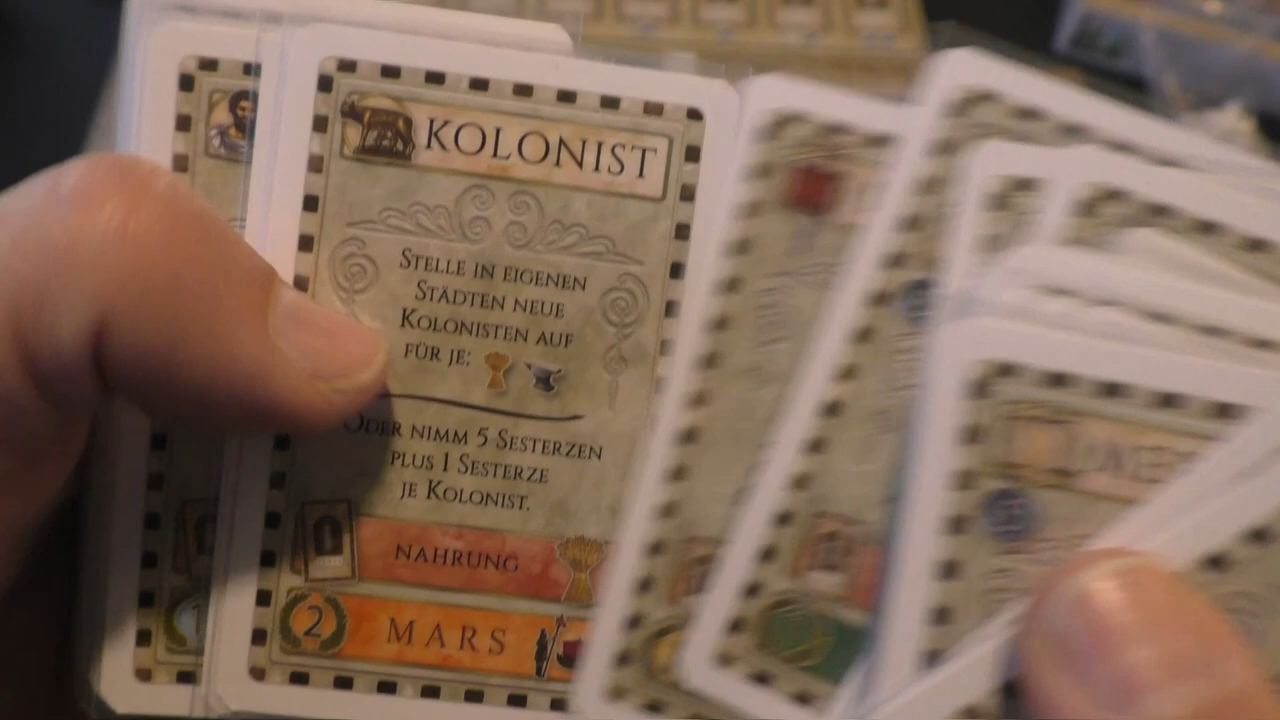 KOLONIST
STELLE IN EIGENEN
STÄDTEN NEUE
KOLONISTEN AUF
FÜR JE:
ODER NIMM 5 SESTERZEN
PLUS 1 SESTERZE
JE KOLONIST.
NAHRUNG
2 MARS